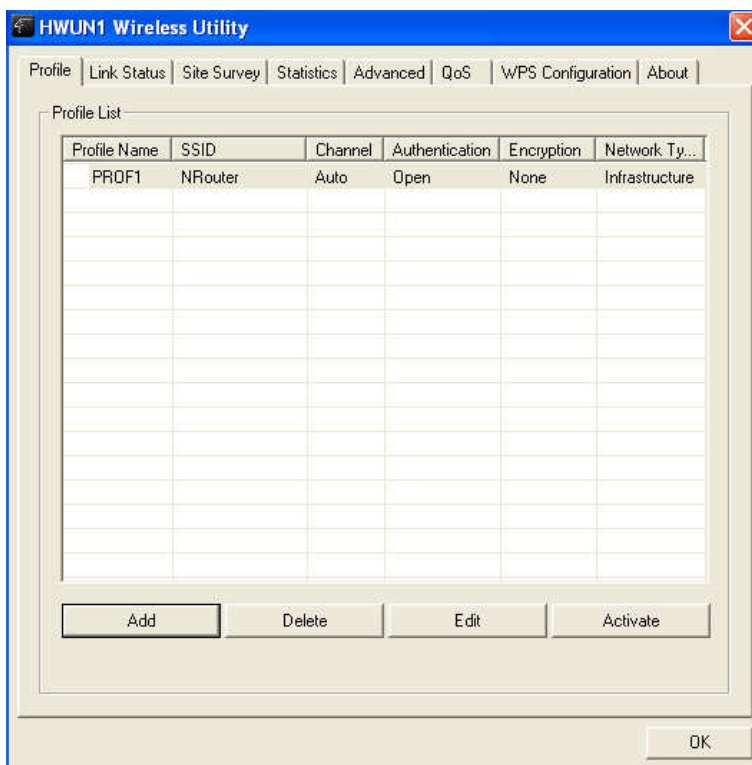 HWUN1 Wireless Utility
Profile Link Status Site Survey Statistics Advanced QoS WPS Configuration About
Profile List
Profile Name SSID Channel Authentication Encryption Network Ty...
PROF1 NRouter Auto Open None Infrastructure
Add Delete Edit Activate
OK